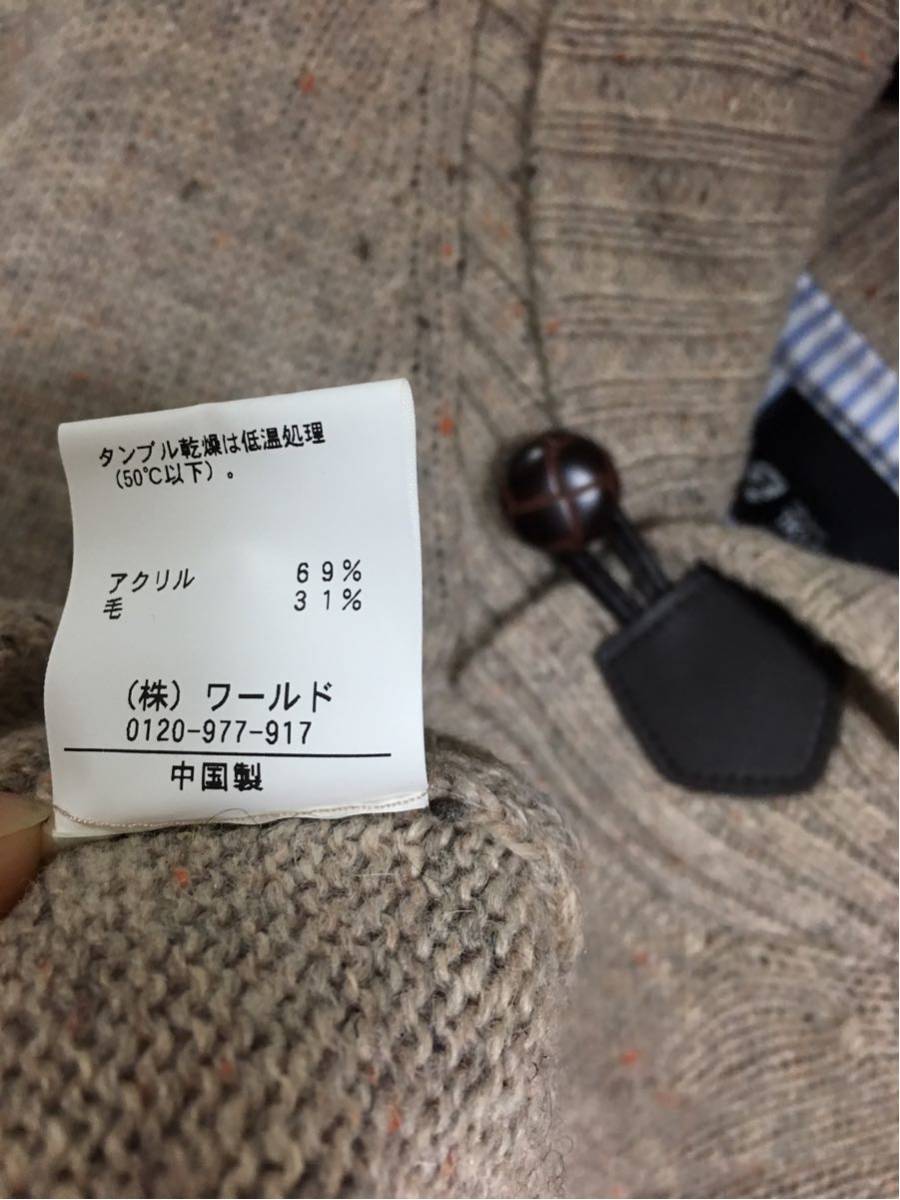 タンブル乾燥は低温処理
（50℃以下）。
アクリル 69％
毛 31％
（株）ワールド
0120-977-917
中国製